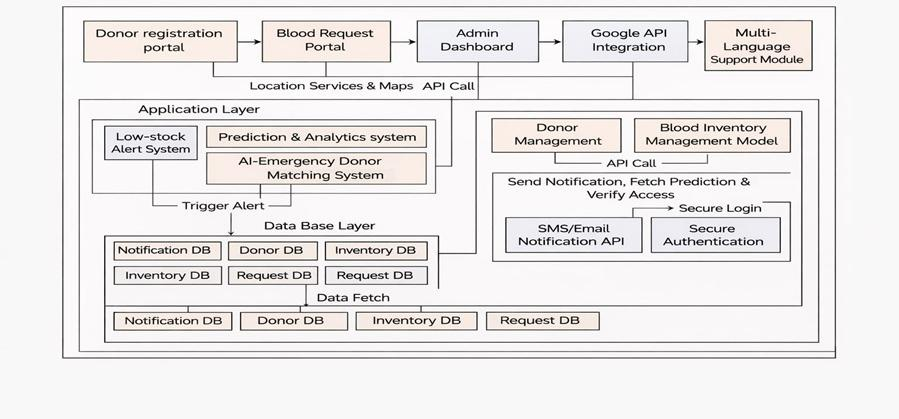 Donor registration
portal
Blood Request
Portal
Admin
Dashboard
Google API
Integration
Multi-
Language
Support Module
Location Services & Maps API Call
Application Layer
Low-stock
Alert System
Prediction & Analytics system
AI-Emergency Donor
Matching System
Trigger Alert
Donor
Management
Blood Inventory
Management Model
API Call
Send Notification, Fetch Prediction &
Verify Access
Secure Login
SMS/Email
Notification API
Secure
Authentication
Data Base Layer
Notification DB
Donor DB
Inventory DB
Inventory DB
Request DB
Request DB
Data Fetch
Notification DB
Donor DB
Inventory DB
Request DB